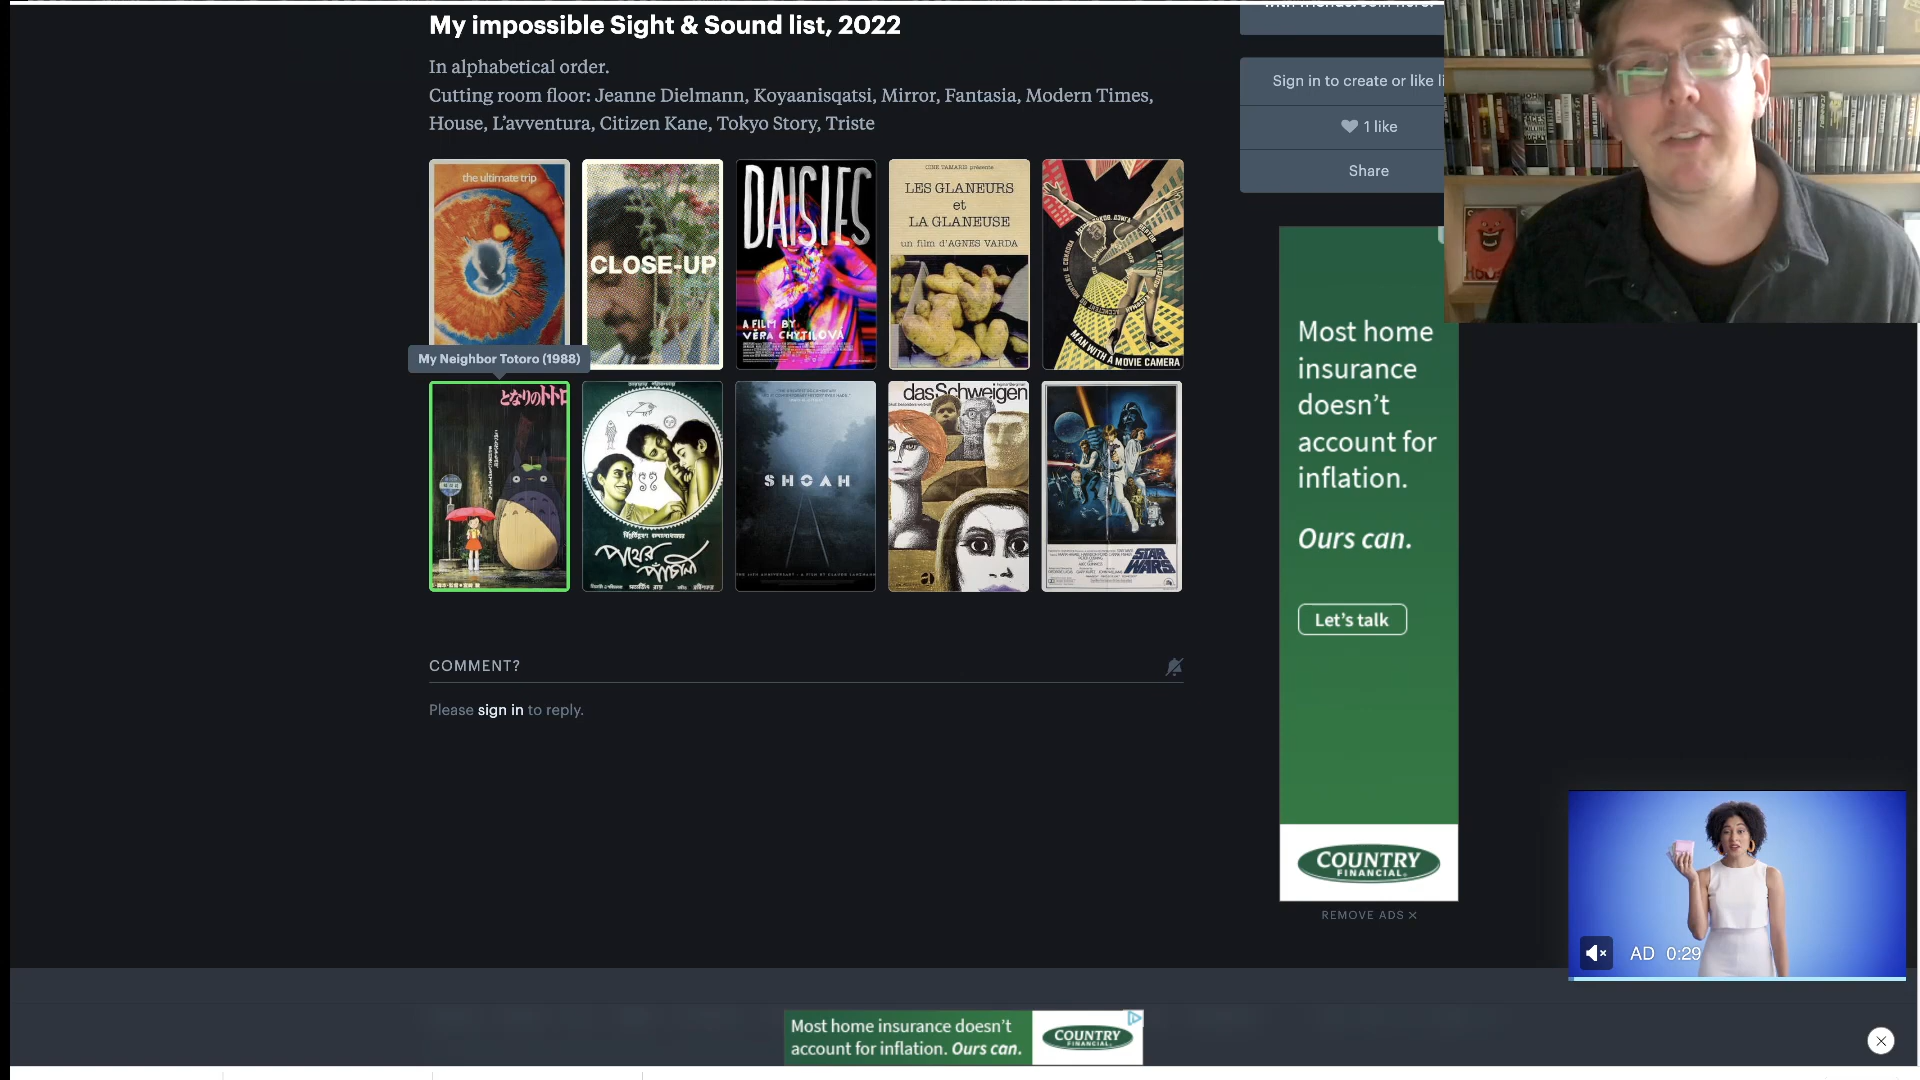 My impossible Sight & Sound list, 2022
In alphabetical order.
Cutting room floor: Jeanne Dielmann, Koyaanisqatsi, Mirror, Fantasia, Modern Times,
House, L’avventura, Citizen Kane, Tokyo Story, Triste
Sign in to create or like li
1 like
Share
the ultimate trip
CLOSE-UP
DAISIES
A FILM BY
VĚRA CHYTILOVÁ
CINE TAMARIS présente
LES GLANEURS
et
LA GLANEUSE
un film d'AGNES VARDA
MAN WITH A MOVIE CAMERA
My Neighbor Totoro (1988)
となりのトトロ
পথের
পাঁচালী
SHOAH
das Schweigen
STAR
WARS
COMMENT?
Please sign in to reply.
Most home
insurance
doesn’t
account for
inflation.
Ours can.
Let’s talk
COUNTRY
FINANCIAL®
REMOVE ADS ✕
AD 0:29
Most home insurance doesn’t
account for inflation. Ours can.
COUNTRY
FINANCIAL